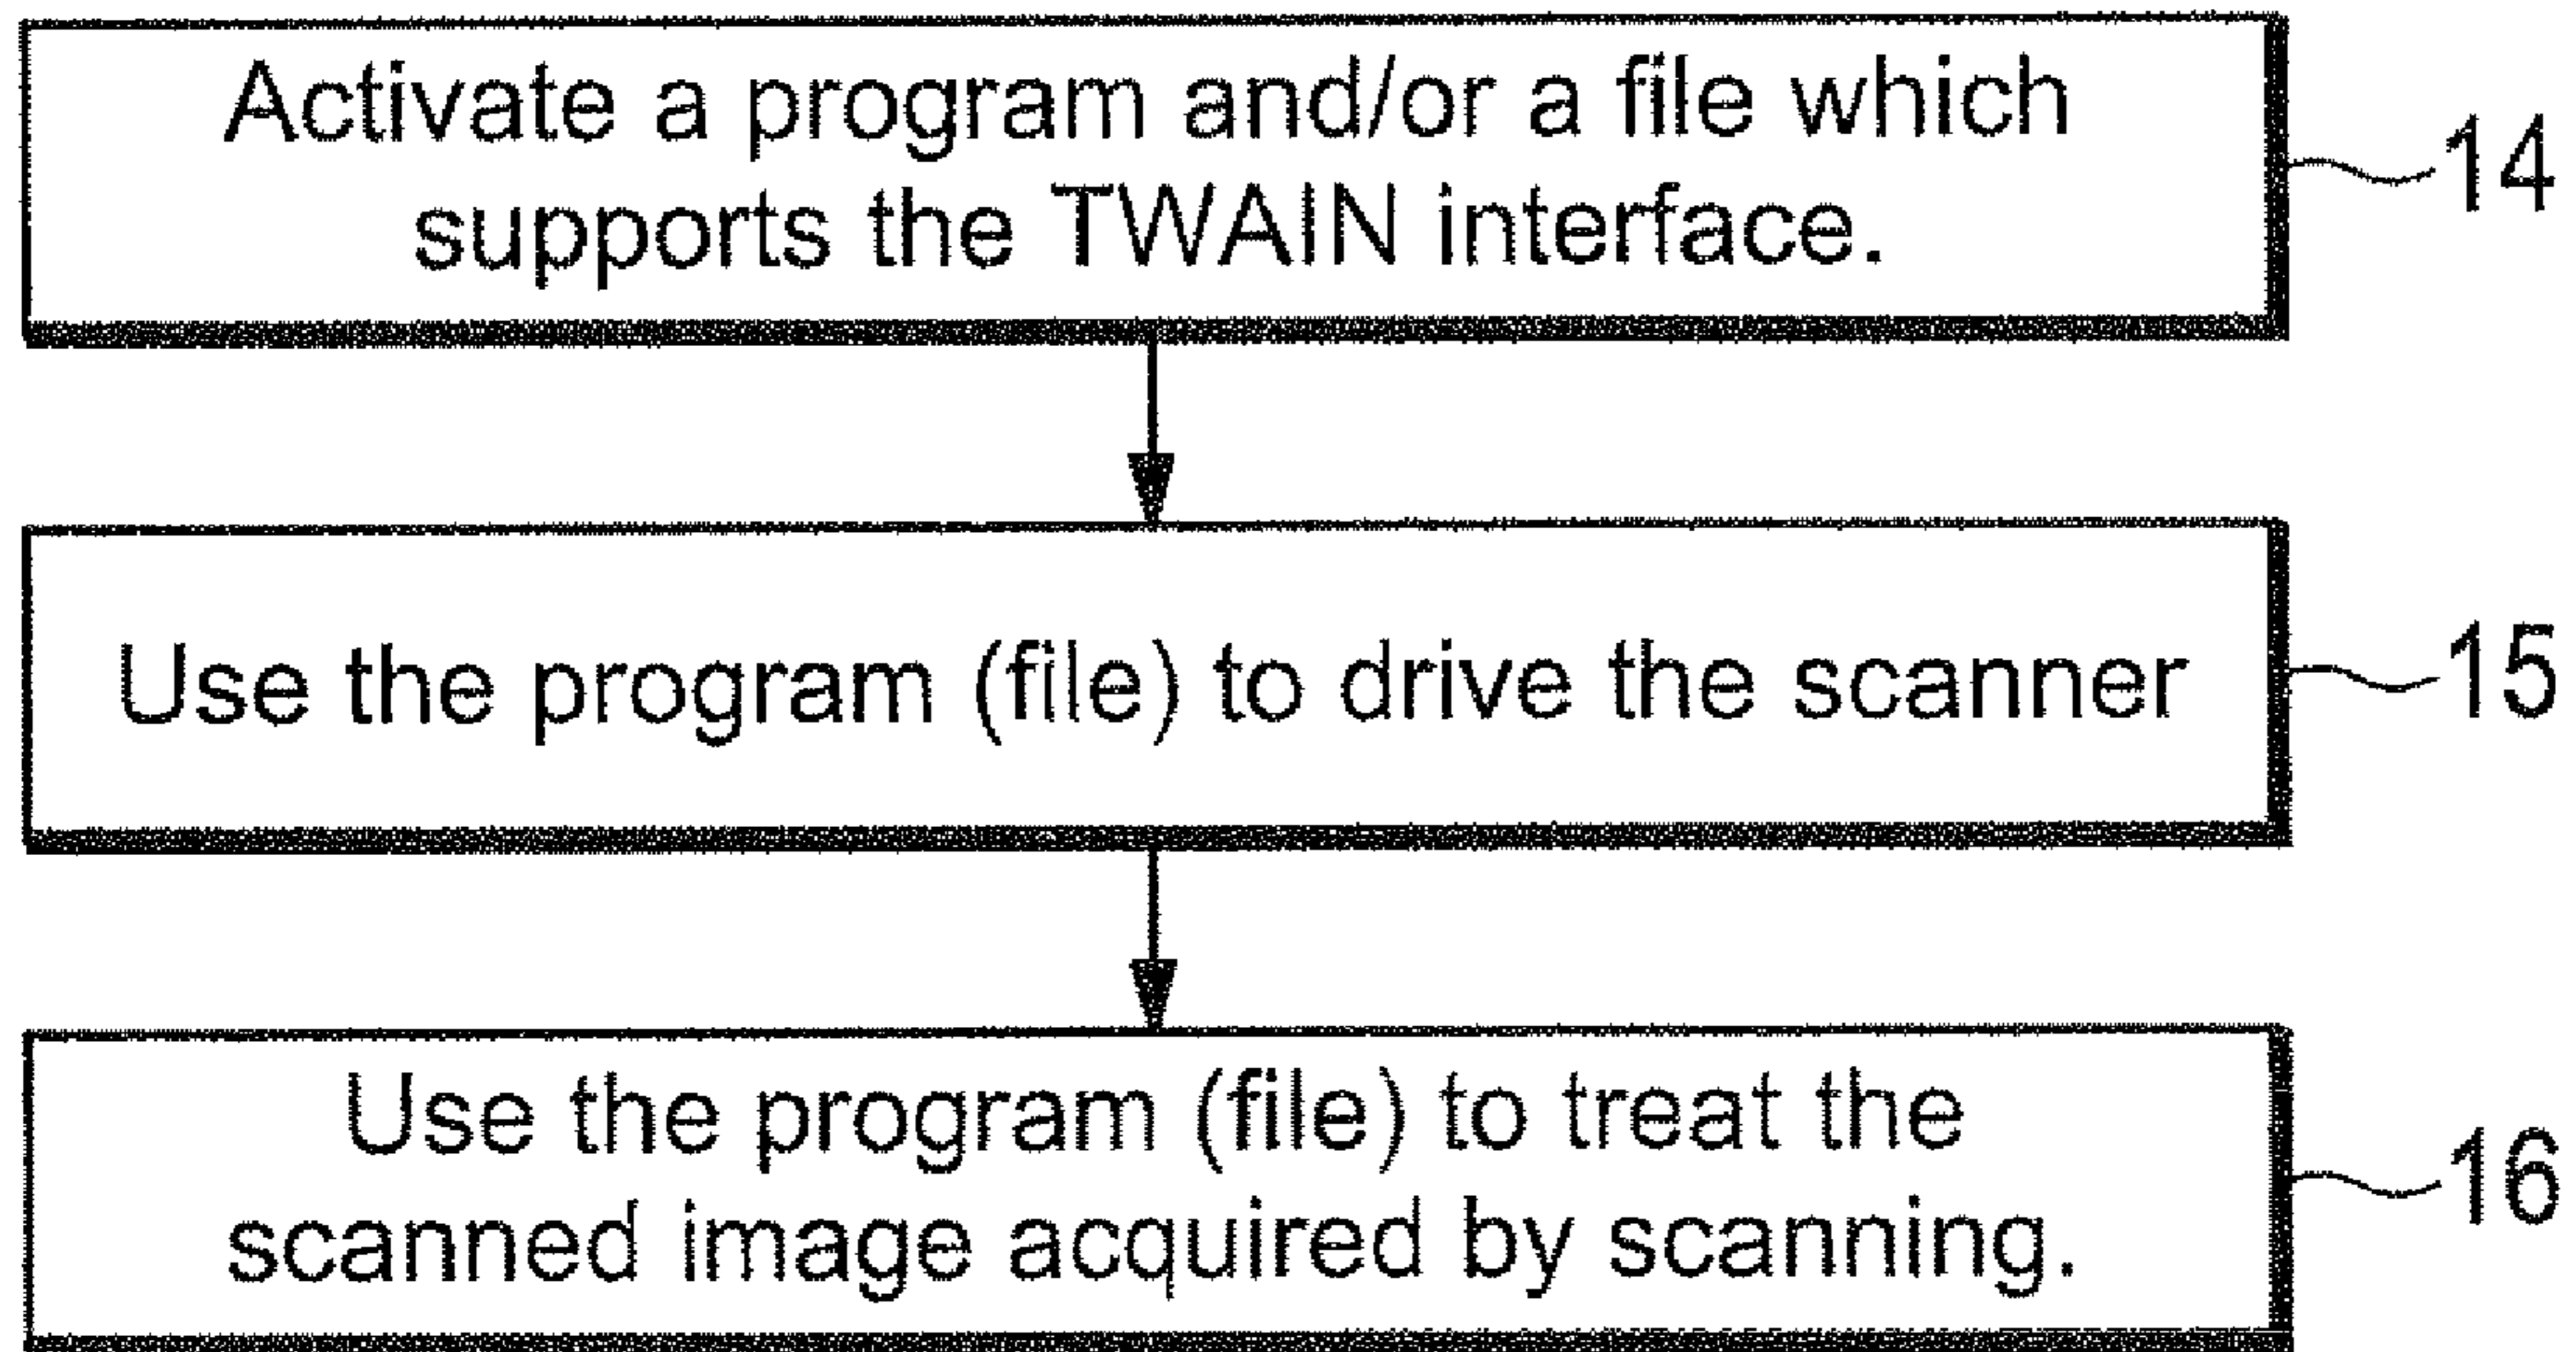 Activate a program and/or a file which
supports the TWAIN interface.
14
Use the program (file) to drive the scanner
15
Use the program (file) to treat the
scanned image acquired by scanning.
16